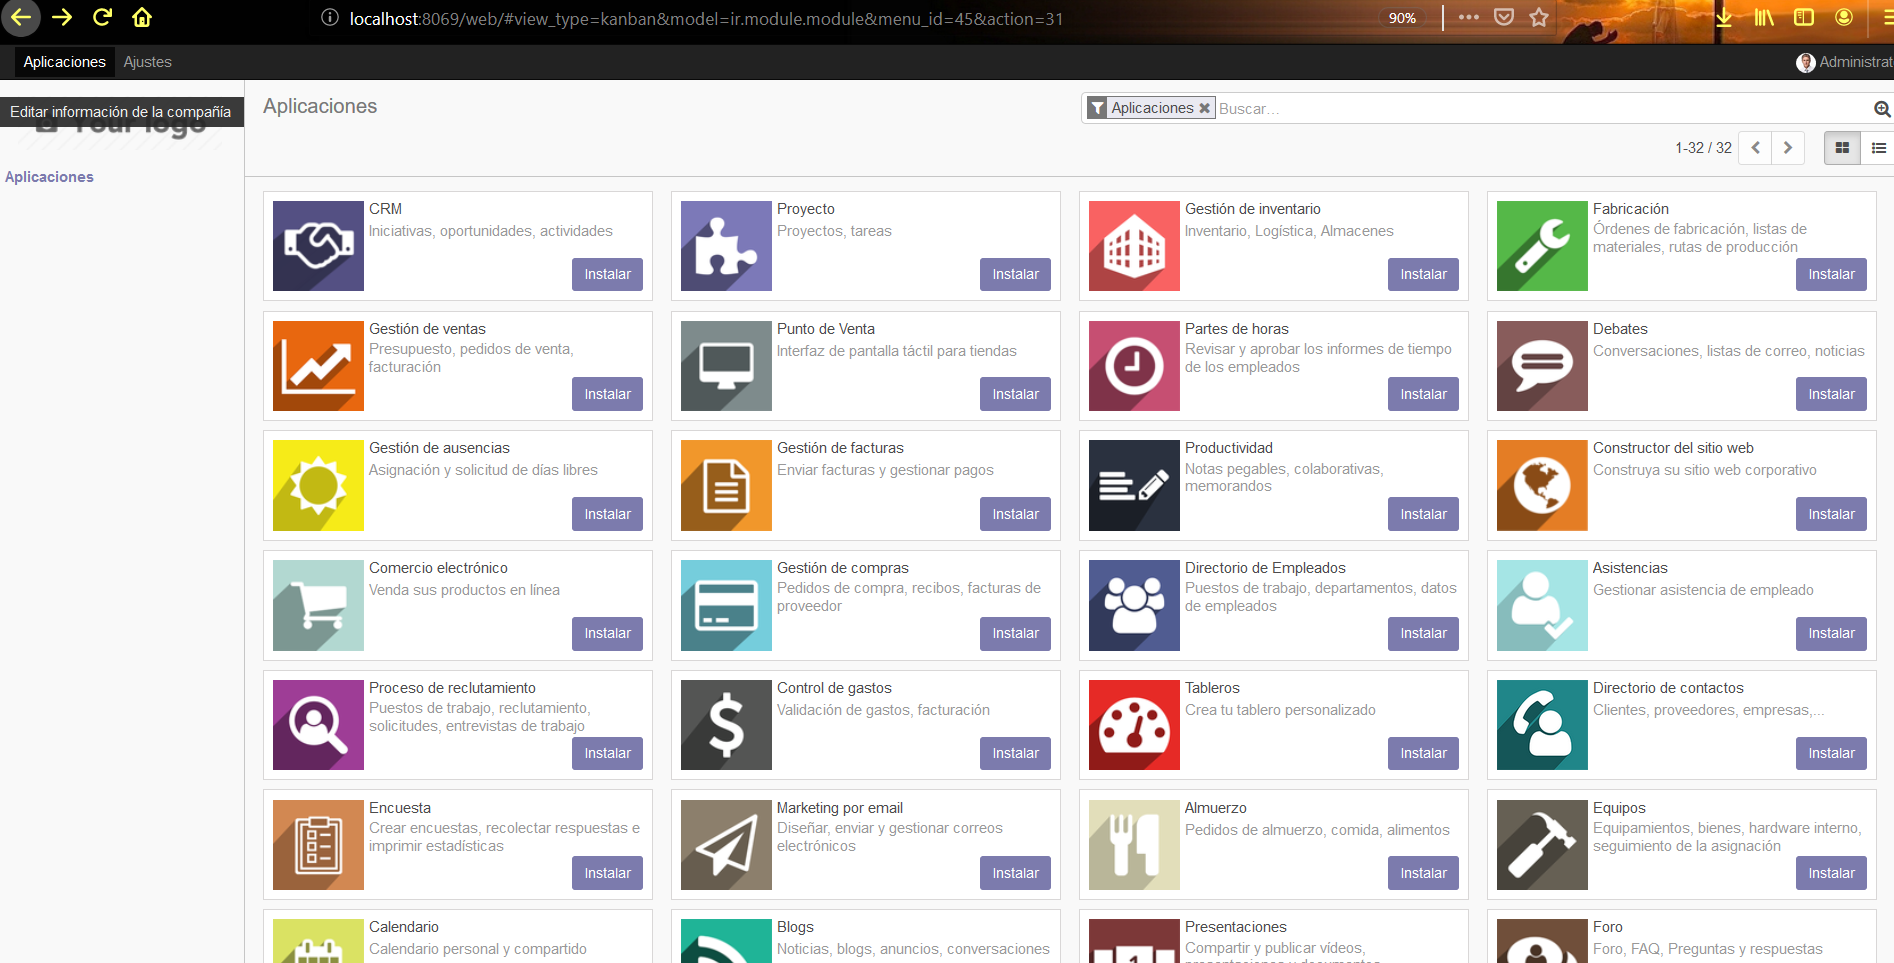 localhost:8069/web/#view_type=kanban&model=ir.module.module&menu_id=45&action=31
90%
Aplicaciones Ajustes
Administrat
Editar información de la compañía
Your logo
Aplicaciones
Aplicaciones
Aplicaciones Buscar...
1-32 / 32
CRM
Iniciativas, oportunidades, actividades
Instalar
Proyecto
Proyectos, tareas
Instalar
Gestión de inventario
Inventario, Logística, Almacenes
Instalar
Fabricación
Órdenes de fabricación, listas de
materiales, rutas de producción
Instalar
Gestión de ventas
Presupuesto, pedidos de venta,
facturación
Instalar
Punto de Venta
Interfaz de pantalla táctil para tiendas
Instalar
Partes de horas
Revisar y aprobar los informes de tiempo
de los empleados
Instalar
Debates
Conversaciones, listas de correo, noticias
Instalar
Gestión de ausencias
Asignación y solicitud de días libres
Instalar
Gestión de facturas
Enviar facturas y gestionar pagos
Instalar
Productividad
Notas pegables, colaborativas,
memorandos
Instalar
Constructor del sitio web
Construya su sitio web corporativo
Instalar
Comercio electrónico
Venda sus productos en línea
Instalar
Gestión de compras
Pedidos de compra, recibos, facturas de
proveedor
Instalar
Directorio de Empleados
Puestos de trabajo, departamentos, datos
de empleados
Instalar
Asistencias
Gestionar asistencia de empleado
Instalar
Proceso de reclutamiento
Puestos de trabajo, reclutamiento,
solicitudes, entrevistas de trabajo
Instalar
Control de gastos
Validación de gastos, facturación
Instalar
Tableros
Crea tu tablero personalizado
Instalar
Directorio de contactos
Clientes, proveedores, empresas,...
Instalar
Encuesta
Crear encuestas, recolectar respuestas e
imprimir estadísticas
Instalar
Marketing por email
Diseñar, enviar y gestionar correos
electrónicos
Instalar
Almuerzo
Pedidos de almuerzo, comida, alimentos
Instalar
Equipos
Equipamientos, bienes, hardware interno,
seguimiento de la asignación
Instalar
Calendario
Calendario personal y compartido
Blogs
Noticias, blogs, anuncios, conversaciones
Presentaciones
Compartir y publicar vídeos,
1
Foro
Foro, FAQ, Preguntas y respuestas